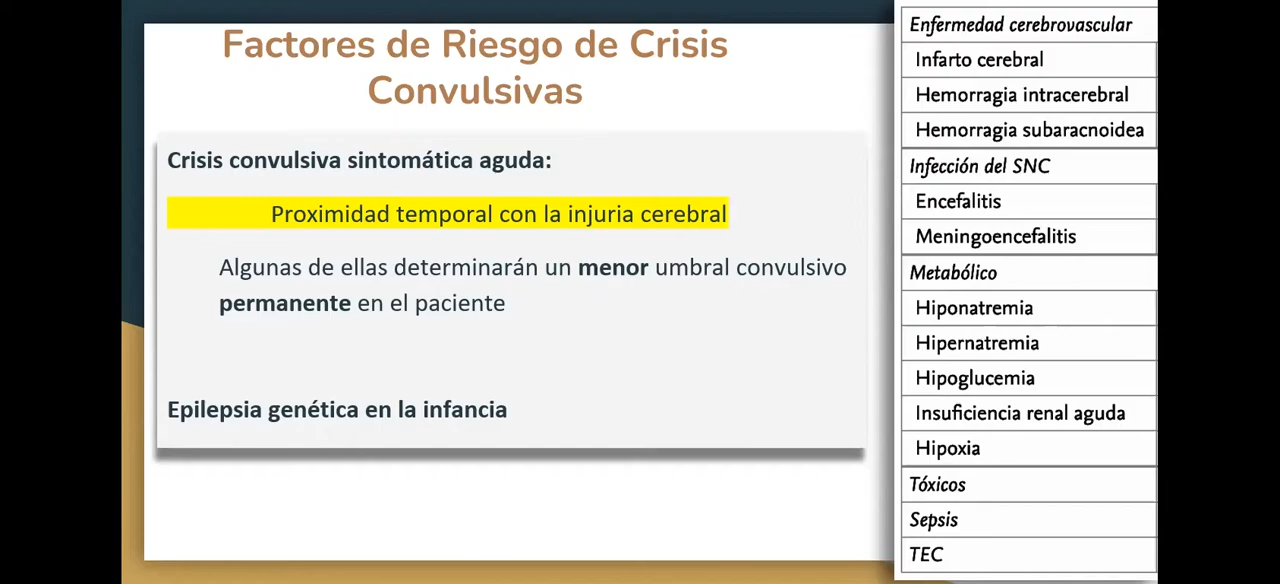 Factores de Riesgo de Crisis
Convulsivas
Crisis convulsiva sintomática aguda:
Proximidad temporal con la injuria cerebral
Algunas de ellas determinarán un menor umbral convulsivo
permanente en el paciente
Epilepsia genética en la infancia
Enfermedad cerebrovascular
Infarto cerebral
Hemorragia intracerebral
Hemorragia subaracnoidea
Infección del SNC
Encefalitis
Meningoencefalitis
Metabólico
Hiponatremia
Hipernatremia
Hipoglucemia
Insuficiencia renal aguda
Hipoxia
Tóxicos
Sepsis
TEC